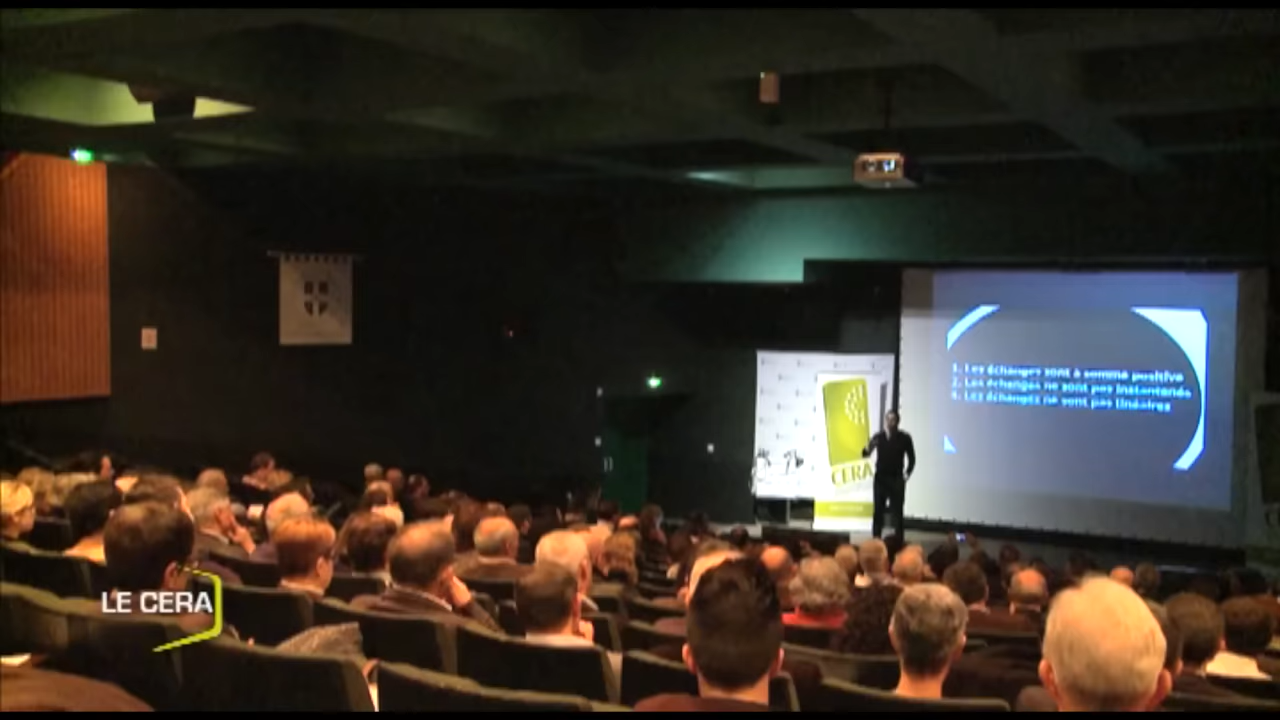 1. Les échanges sont à somme positive
2. Les échanges ne sont pas instantanés
4. Les échanges ne sont pas linéaires
CERA
LE CERA